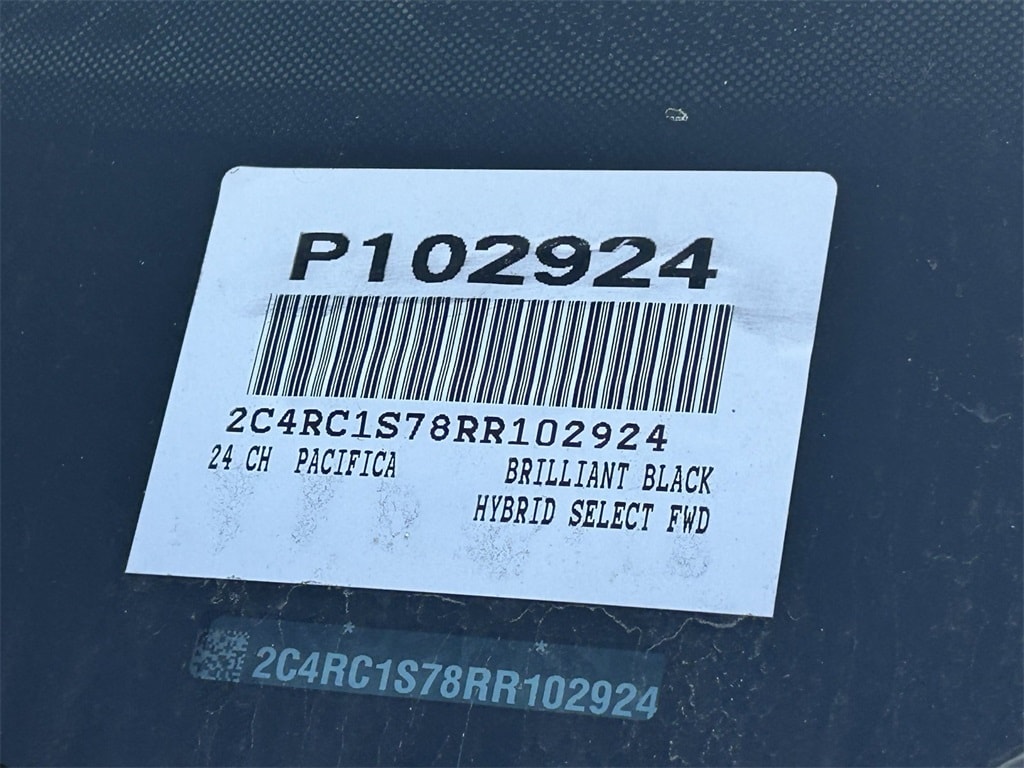 P102924
2C4RC1S78RR102924
24 CH PACIFICA BRILLIANT BLACK
HYBRID SELECT FWD
* *
2C4RC1S78RR102924